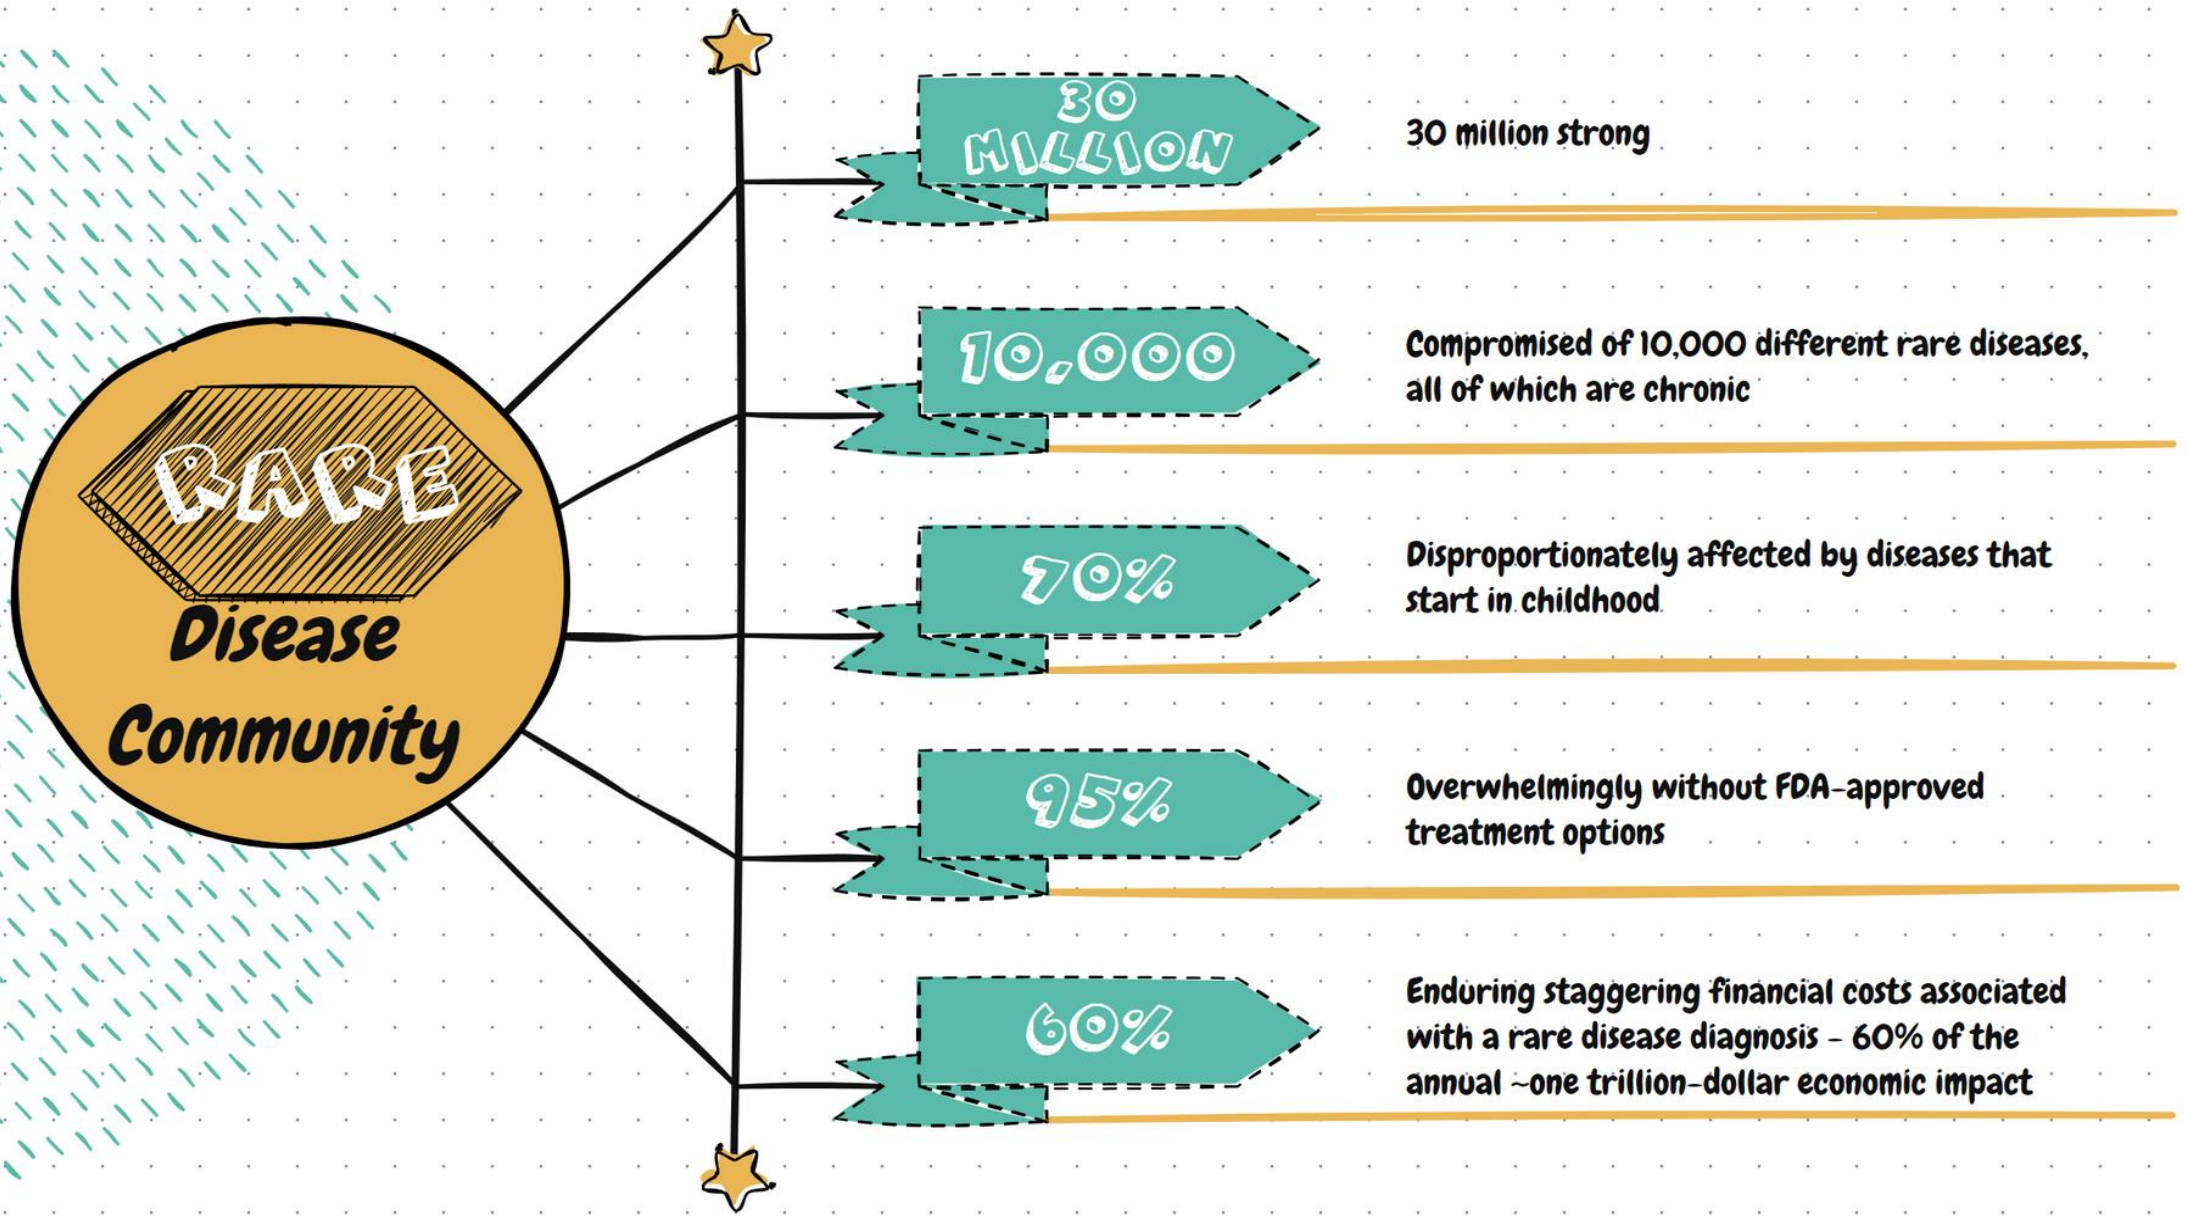 RARE
Disease
Community
30
MILLION
30 million strong
10,000
Compromised of 10,000 different rare diseases,
all of which are chronic
70%
Disproportionately affected by diseases that
start in childhood
95%
Overwhelmingly without FDA-approved
treatment options
60%
Enduring staggering financial costs associated
with a rare disease diagnosis - 60% of the
annual ~one trillion-dollar economic impact